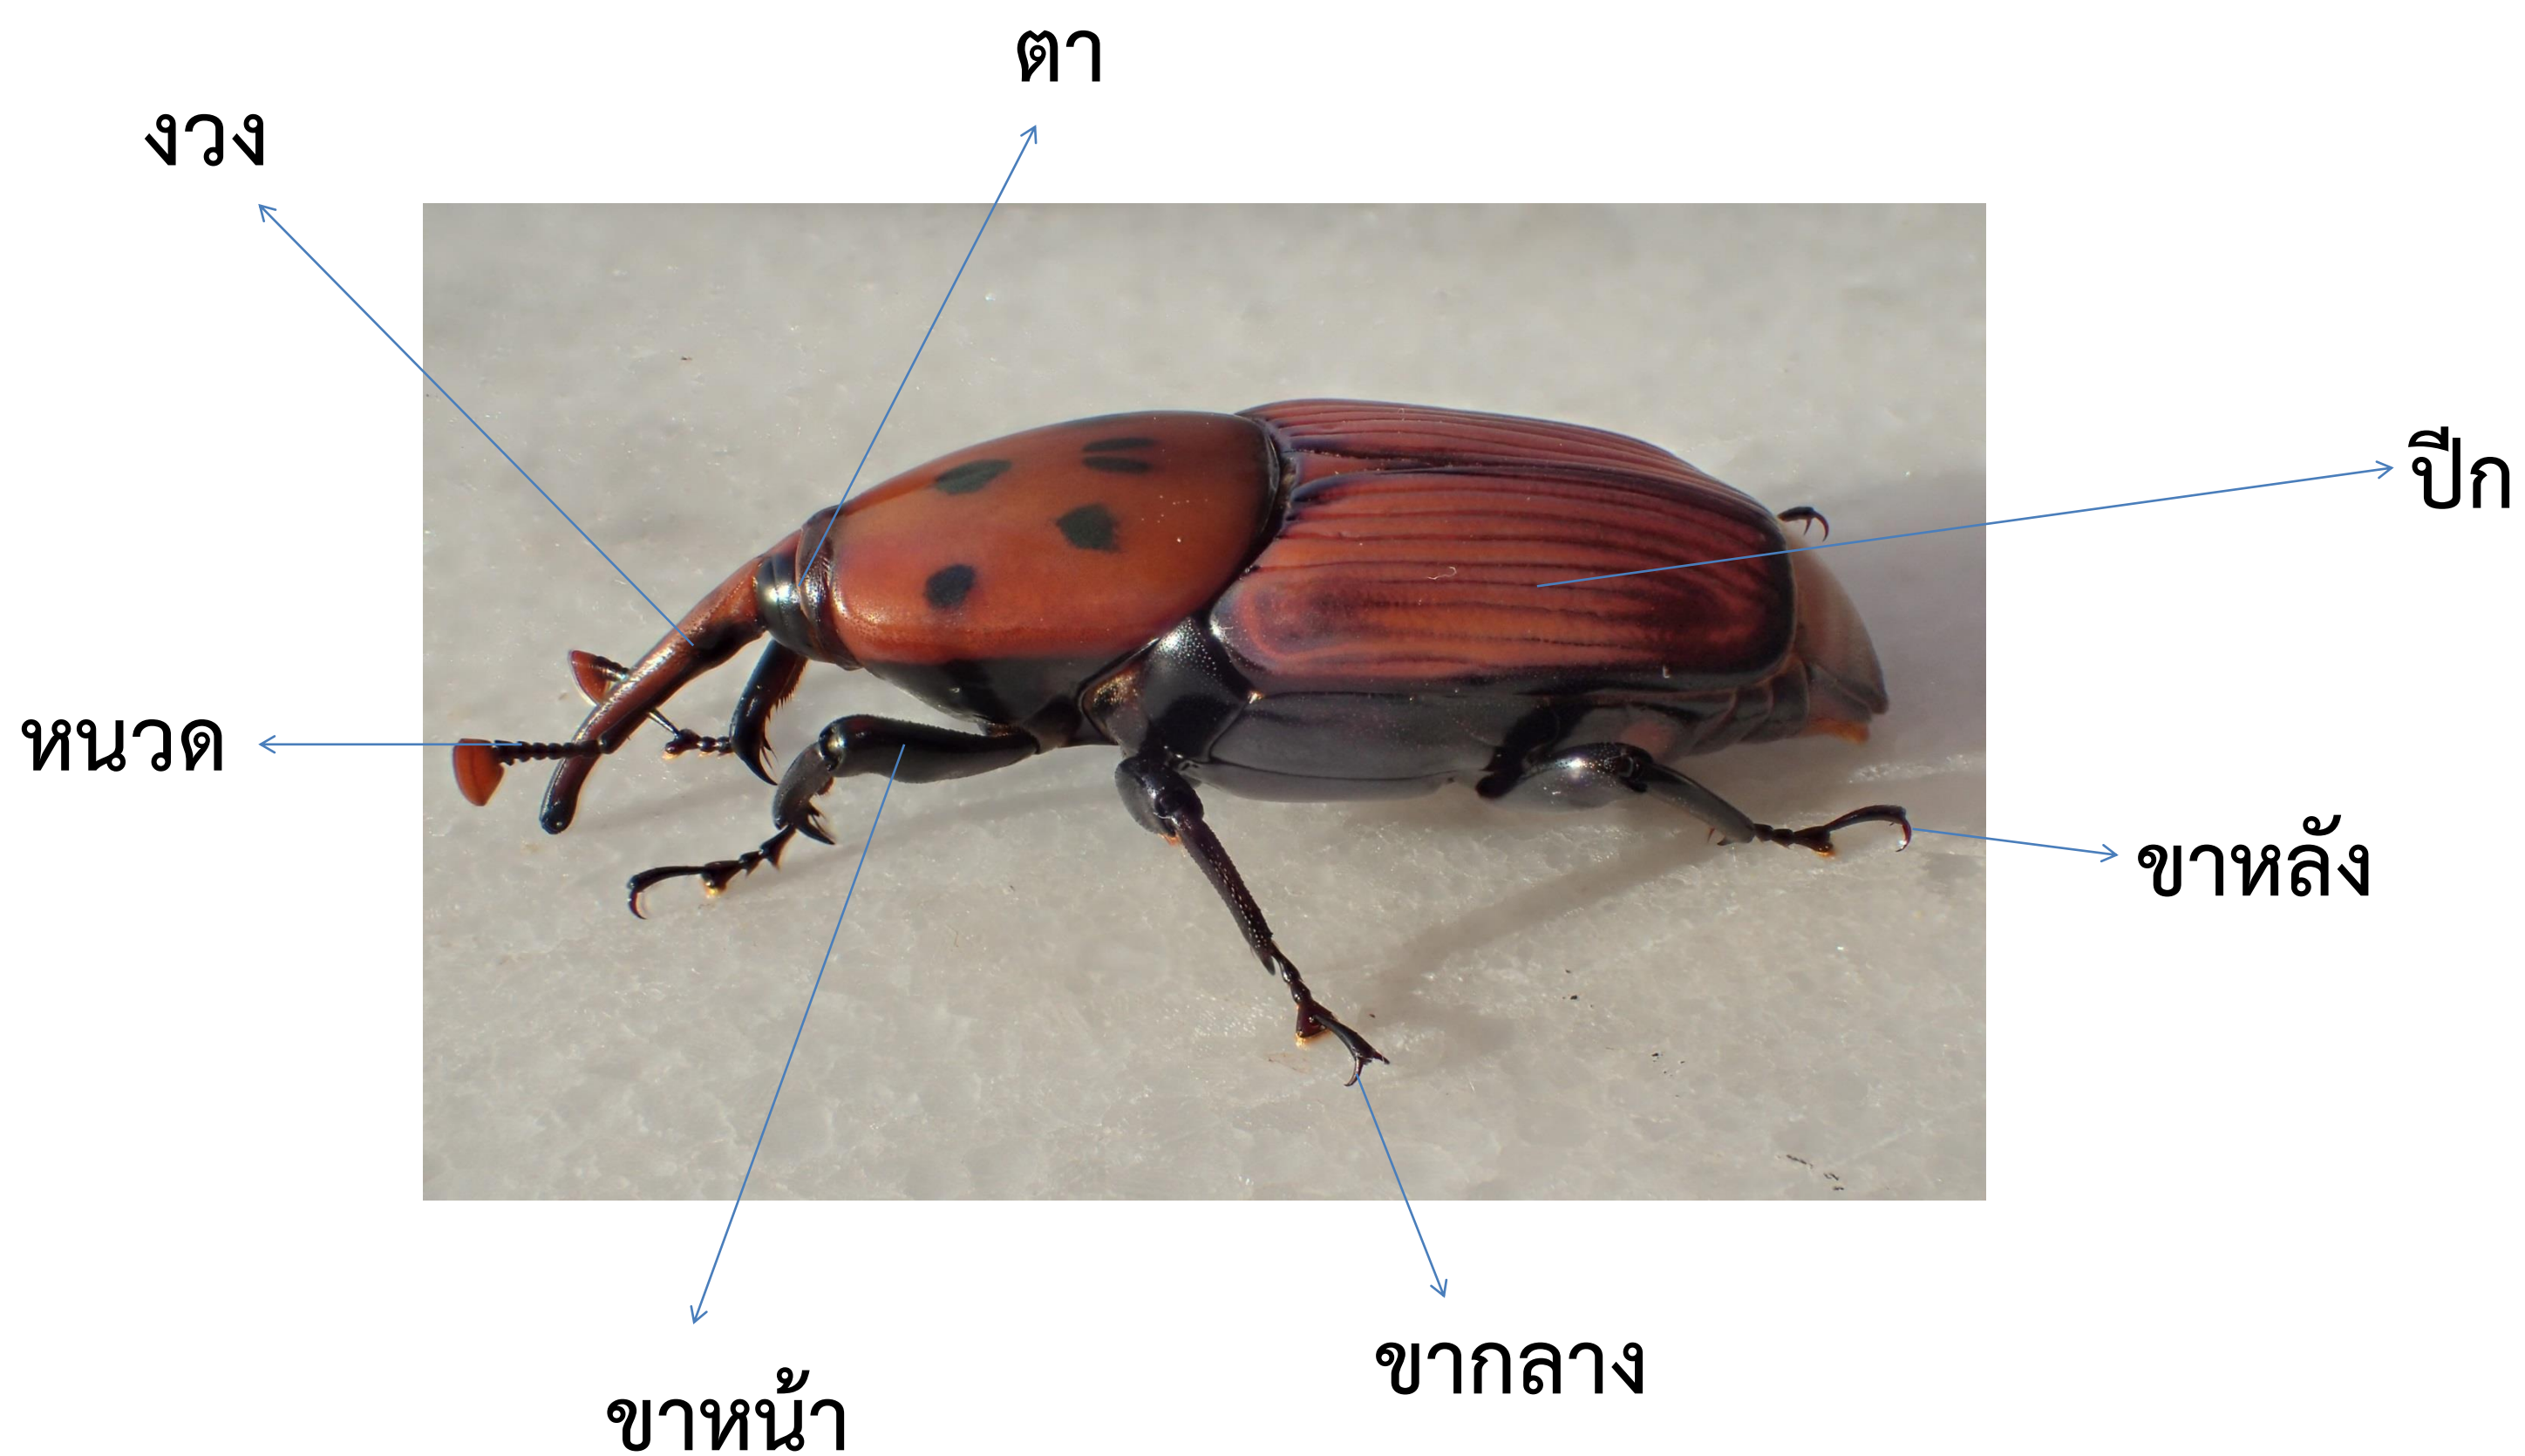 ตา
งวง
ปีก
หนวด
ขาหลัง
ขากลาง
ขาหน้า